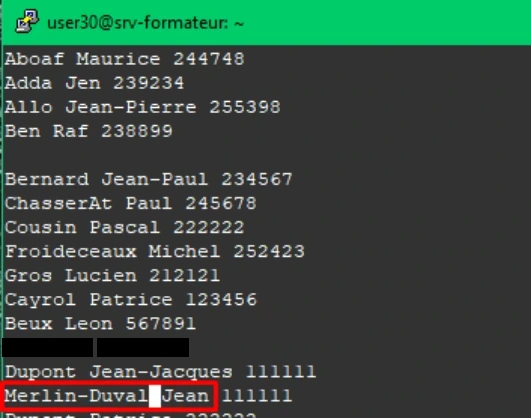 user30@srv-formateur: ~
Aboaf Maurice 244748
Adda Jen 239234
Allo Jean-Pierre 255398
Ben Raf 238899
Bernard Jean-Paul 234567
ChasserAt Paul 245678
Cousin Pascal 222222
Froideceaux Michel 252423
Gros Lucien 212121
Cayrol Patrice 123456
Beux Leon 567891
Dupont Jean-Jacques 111111
Merlin-Duval Jean 111111